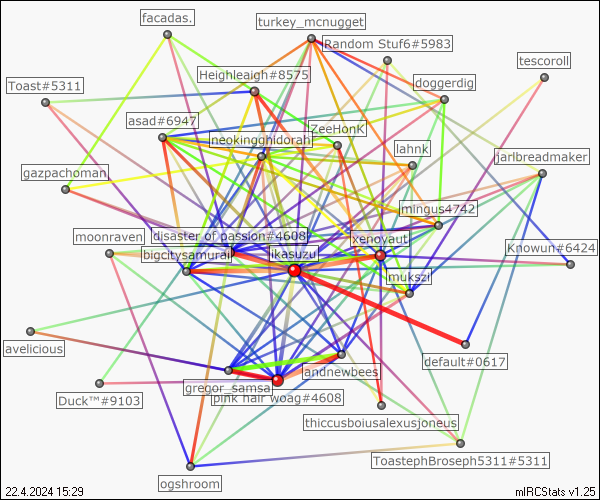 facadas.
turkey_mcnugget
Random Stuf6#5983
tescoroll
Heighleaigh#8575
doggerdig
Toast#5311
asad#6947
ZeeHonK
neokingghidorah
lahnk
jarlbreadmaker
gazpachoman
mingus4742
moonraven
disaster of passion#4608
xenoyaut
Knowun#6424
bigcitysamurai
ikasuzu
mukszi
avelicious
default#0617
andnewbees
gregor_samsa
pink hair woag#4608
Duck™#9103
thiccusboiusalexusjoneus
ToastephBroseph5311#5311
ogshroom
22.4.2024 15:29
mIRCStats v1.25